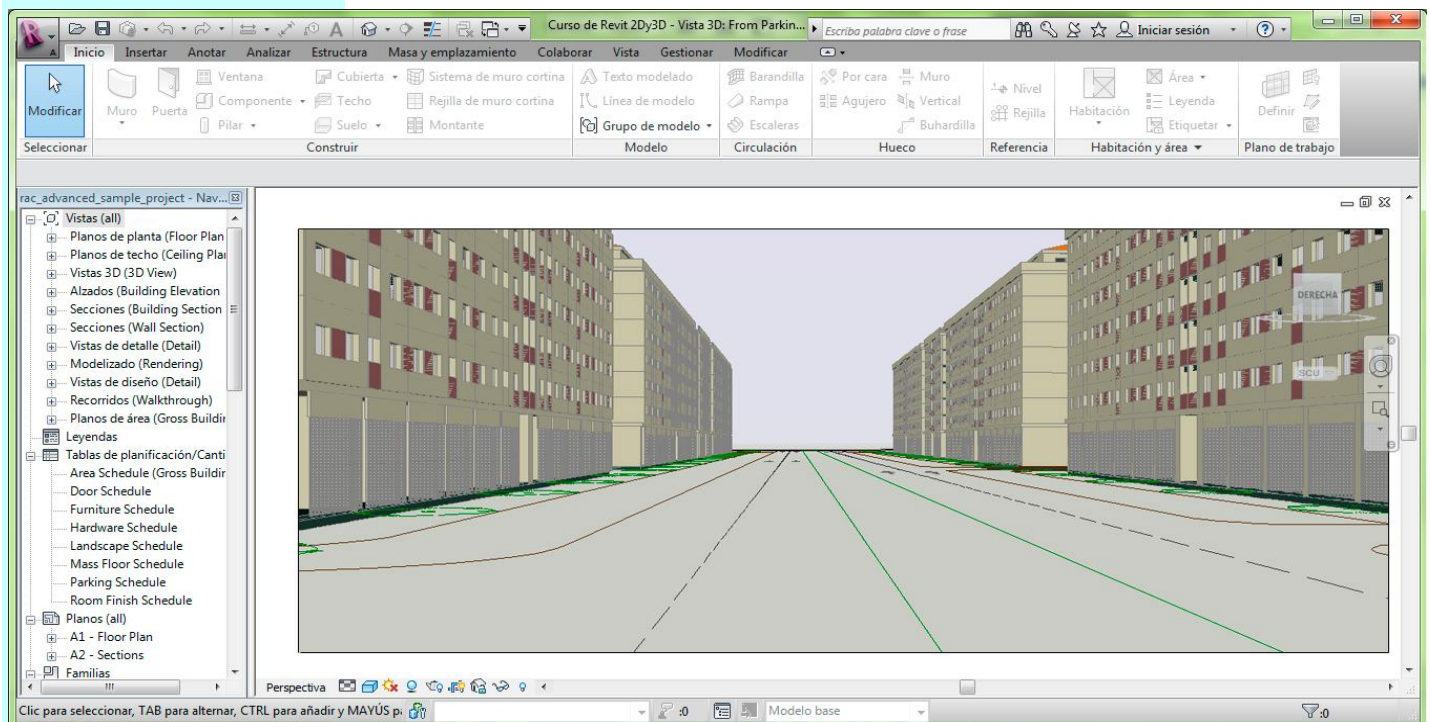 Curso de Revit 2Dy3D - Vista 3D: From Parkin...
Escriba palabra clave o frase
Iniciar sesión
Inicio Insertar Anotar Analizar Estructura Masa y emplazamiento Colaborar Vista Gestionar Modificar
Modificar
Muro
Puerta
Ventana
Componente
Pilar
Cubierta
Techo
Suelo
Sistema de muro cortina
Rejilla de muro cortina
Montante
Texto modelado
Línea de modelo
Grupo de modelo
Barandilla
Rampa
Escaleras
Por cara
Muro
Agujero
Vertical
Buhardilla
Nivel
Rejilla
Habitación
Área
Leyenda
Etiquetar
Definir
Seleccionar Construir Modelo Circulación Hueco Referencia Habitación y área Plano de trabajo
rac_advanced_sample_project - Nav...
Vistas (all)
Planos de planta (Floor Plan
Planos de techo (Ceiling Plan
Vistas 3D (3D View)
Alzados (Building Elevation
Secciones (Building Section
Secciones (Wall Section)
Vistas de detalle (Detail)
Modelizado (Rendering)
Vistas de diseño (Detail)
Recorridos (Walkthrough)
Planos de área (Gross Buildin
Leyendas
Tablas de planificación/Canti
Area Schedule (Gross Buildin
Door Schedule
Furniture Schedule
Hardware Schedule
Landscape Schedule
Mass Floor Schedule
Parking Schedule
Room Finish Schedule
Planos (all)
A1 - Floor Plan
A2 - Sections
Familias
DERECHA
SCU
Perspectiva
Clic para seleccionar, TAB para alternar, CTRL para añadir y MAYÚS p
:0
Modelo base
:0